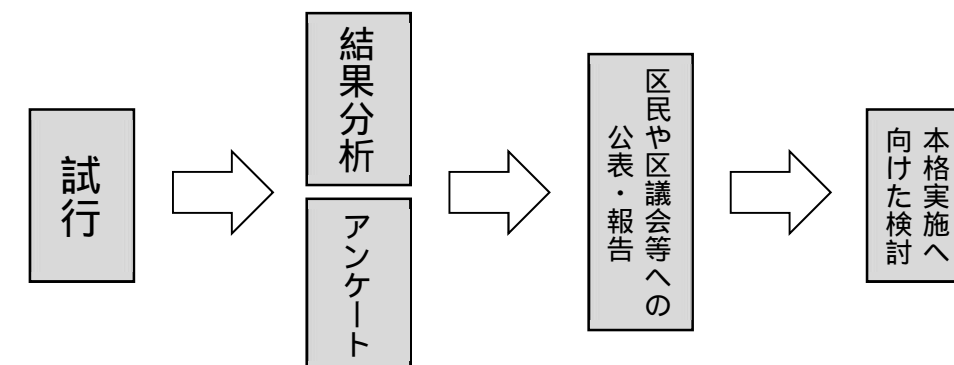 試行
結果分析
アンケート
区民や区議会等への
公表・報告
本格実施へ
向けた検討